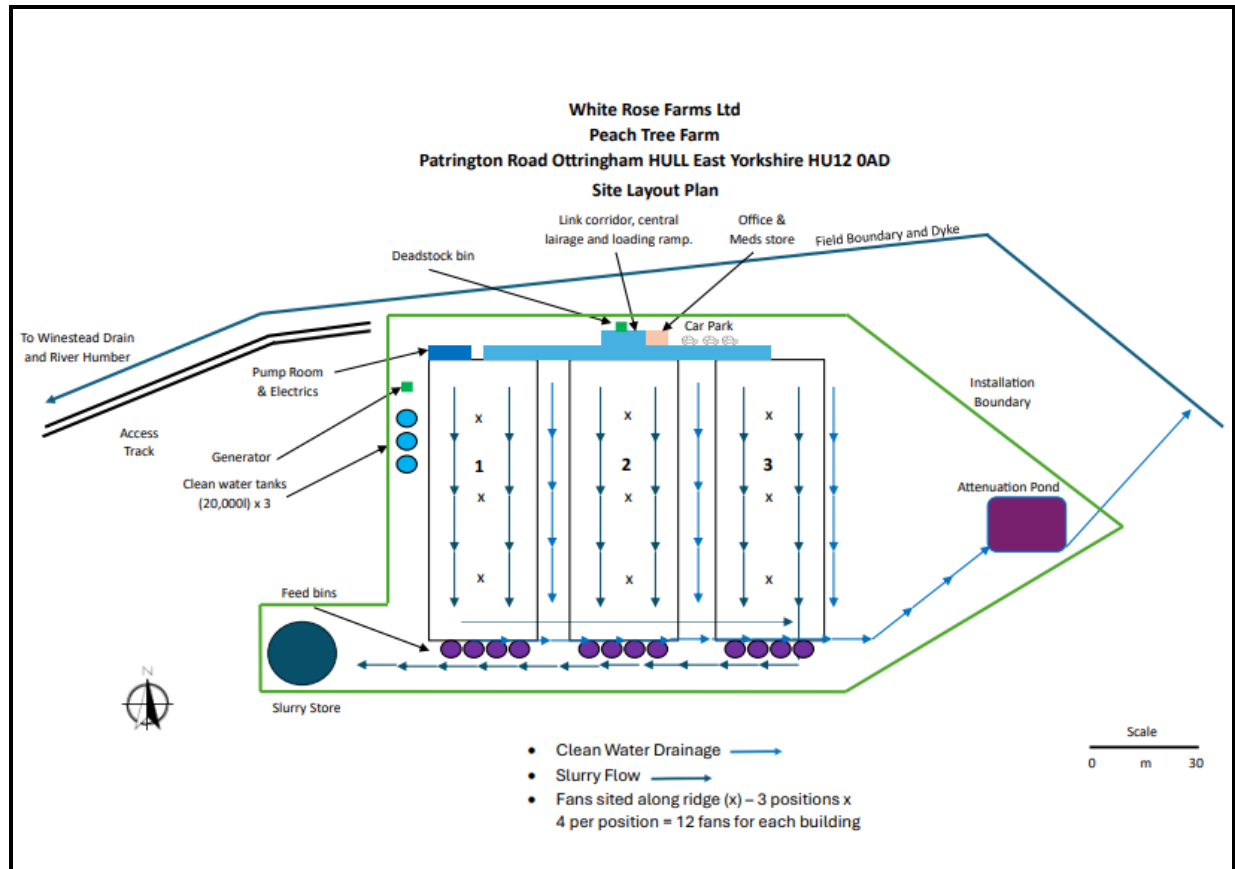 White Rose Farms Ltd
Peach Tree Farm
Patrington Road Ottringham HULL East Yorkshire HU12 0AD
Site Layout Plan
Link corridor, central
lairage and loading ramp.
Office &
Meds store
Deadstock bin
Field Boundary and Dyke
Car Park
To Winestead Drain
and River Humber
Pump Room
& Electrics
Installation
Boundary
Access
Track
Generator
Clean water tanks
(20,000l) x 3
x
x
x
1
2
3
x
x
x
Attenuation Pond
x
x
x
Feed bins
N
Slurry Store
• Clean Water Drainage
• Slurry Flow
• Fans sited along ridge (x) – 3 positions x
4 per position = 12 fans for each building
Scale
0 m 30